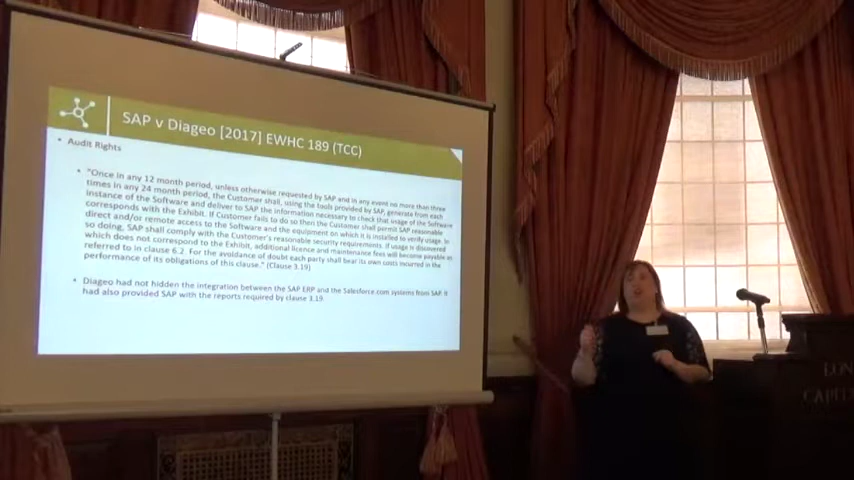 SAP v Diageo [2017] EWHC 189 (TCC)
• Audit Rights
• "Once in any 12 month period, unless otherwise requested by SAP and in any event no more than three
times in any 24 month period, the Customer shall, using the tools provided by SAP, generate from each
instance of the Software and deliver to SAP the information necessary to check that usage of the Software
corresponds with the Exhibit. If Customer fails to do so then the Customer shall permit SAP reasonable
direct and/or remote access to the Software and the equipment on which it is installed to verify usage. In
so doing, SAP shall comply with the Customer's reasonable security requirements. If usage is discovered
which does not correspond to the Exhibit, additional licence and maintenance fees will become payable as
referred to in clause 6.2. For the avoidance of doubt each party shall bear its own costs incurred in the
performance of its obligations of this clause." (Clause 3.19)
• Diageo had not hidden the integration between the SAP ERP and the Salesforce.com systems from SAP. It
had also provided SAP with the reports required by clause 3.19.
LON
CAPIT